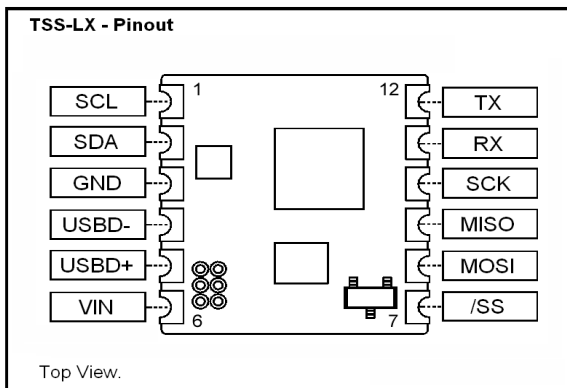 TSS-LX - Pinout
1
12
SCL
TX
SDA
RX
GND
SCK
USBD-
MISO
USBD+
MOSI
VIN
/SS
6
7
Top View.